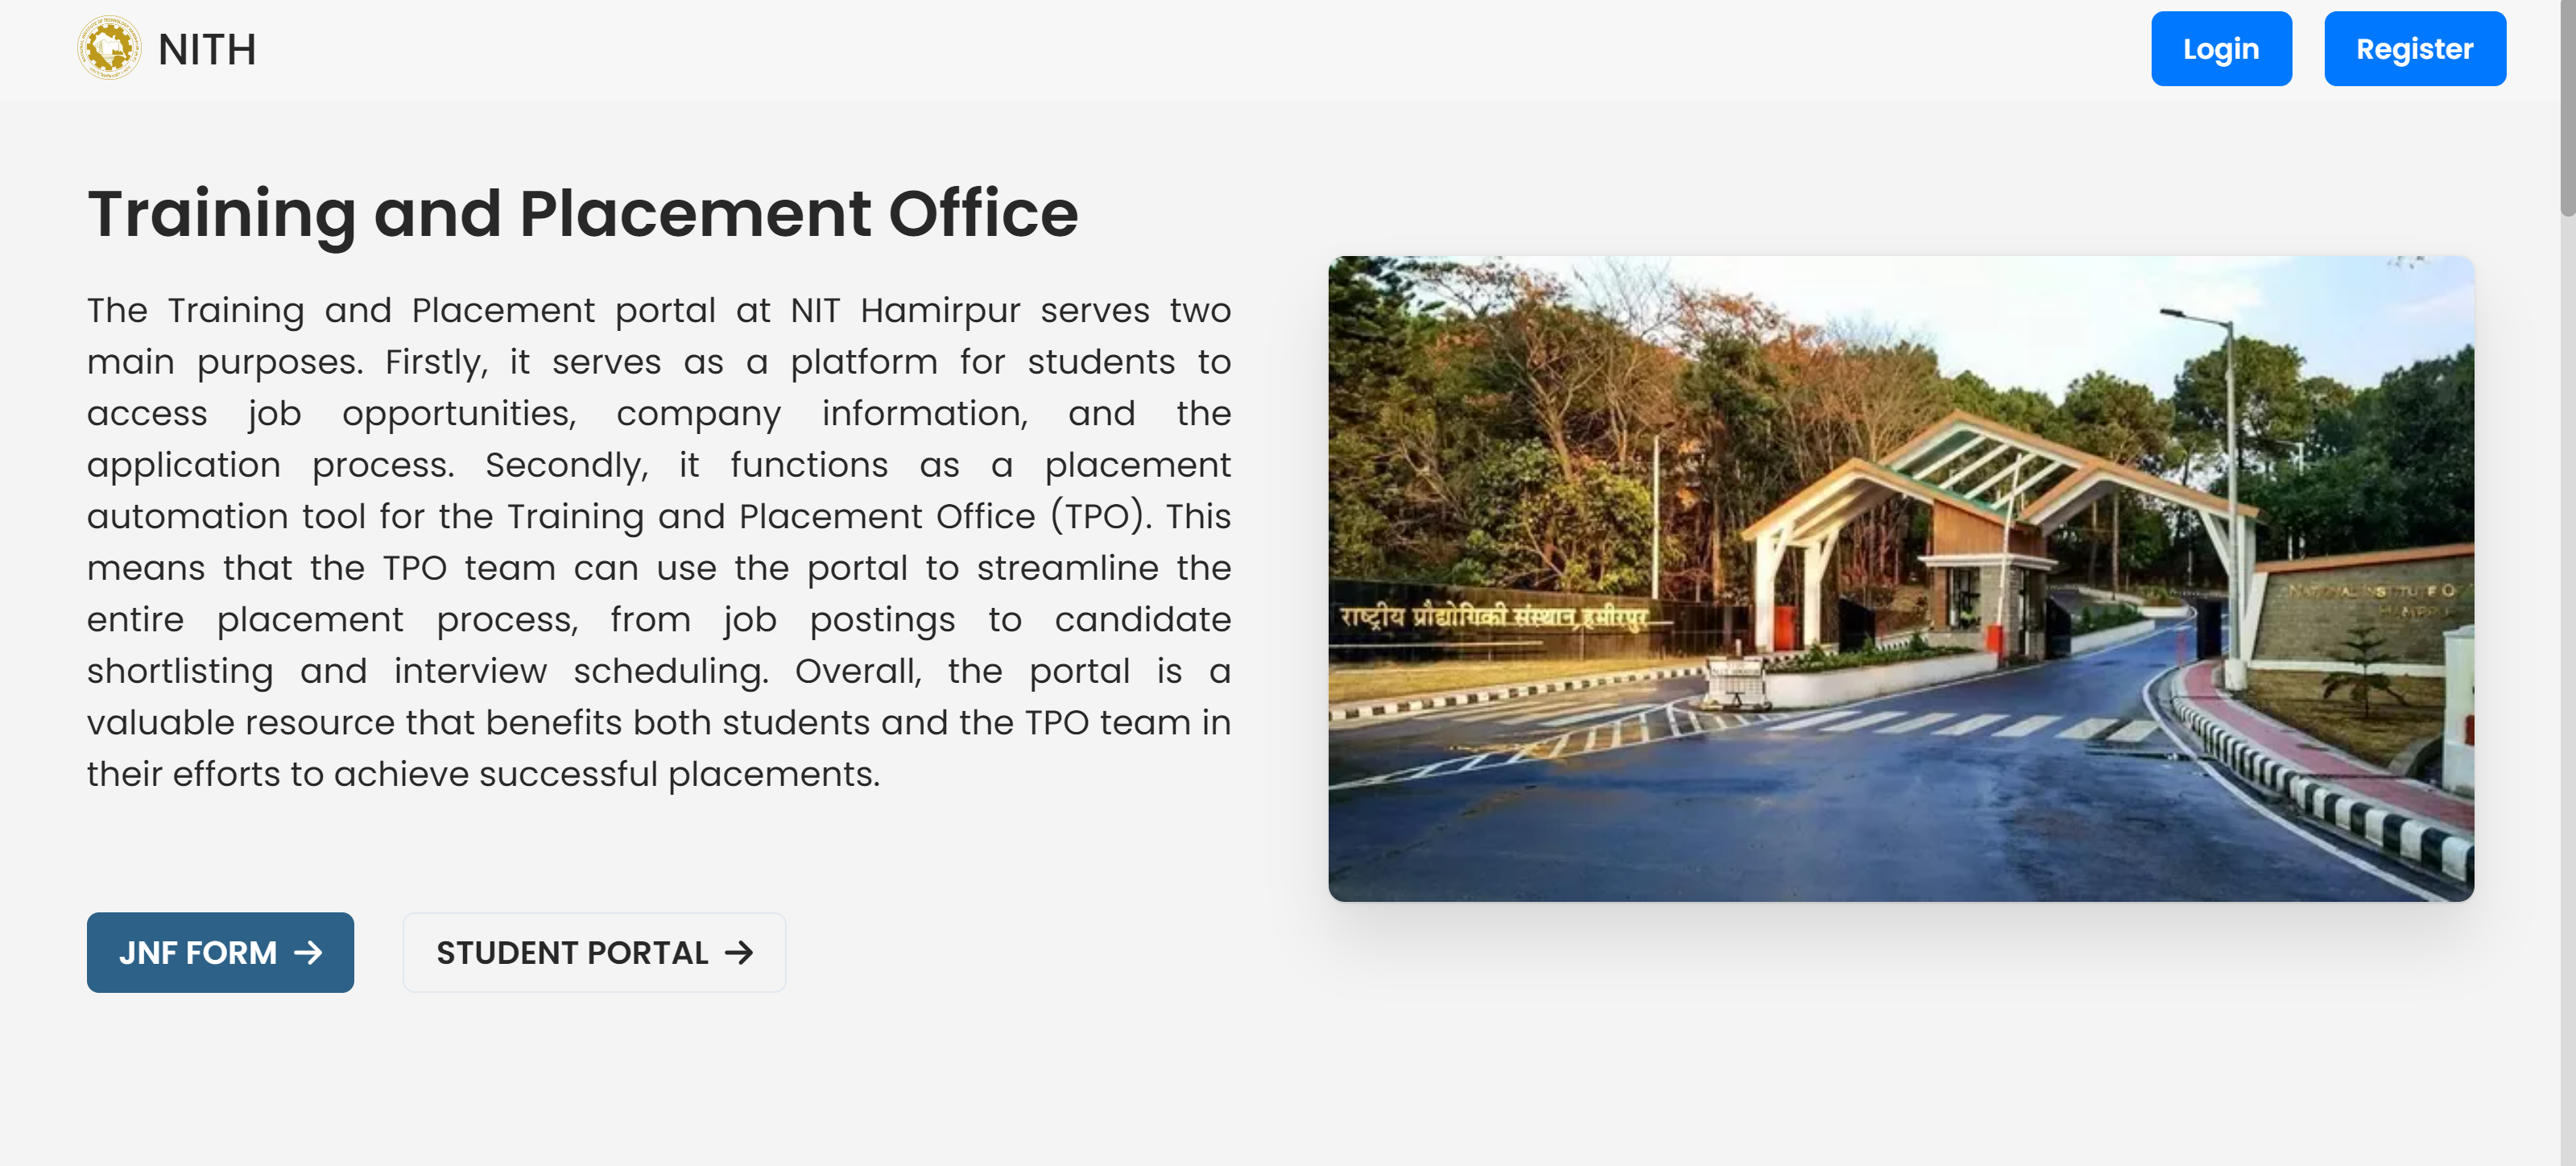 NITH
Login
Register
Training and Placement Office
The Training and Placement portal at NIT Hamirpur serves two
main purposes. Firstly, it serves as a platform for students to
access job opportunities, company information, and the
application process. Secondly, it functions as a placement
automation tool for the Training and Placement Office (TPO). This
means that the TPO team can use the portal to streamline the
entire placement process, from job postings to candidate
shortlisting and interview scheduling. Overall, the portal is a
valuable resource that benefits both students and the TPO team in
their efforts to achieve successful placements.
JNF FORM
STUDENT PORTAL
राष्ट्रीय प्रौद्योगिकी संस्थान हमीरपुर
NATIONAL INSTITUTE O